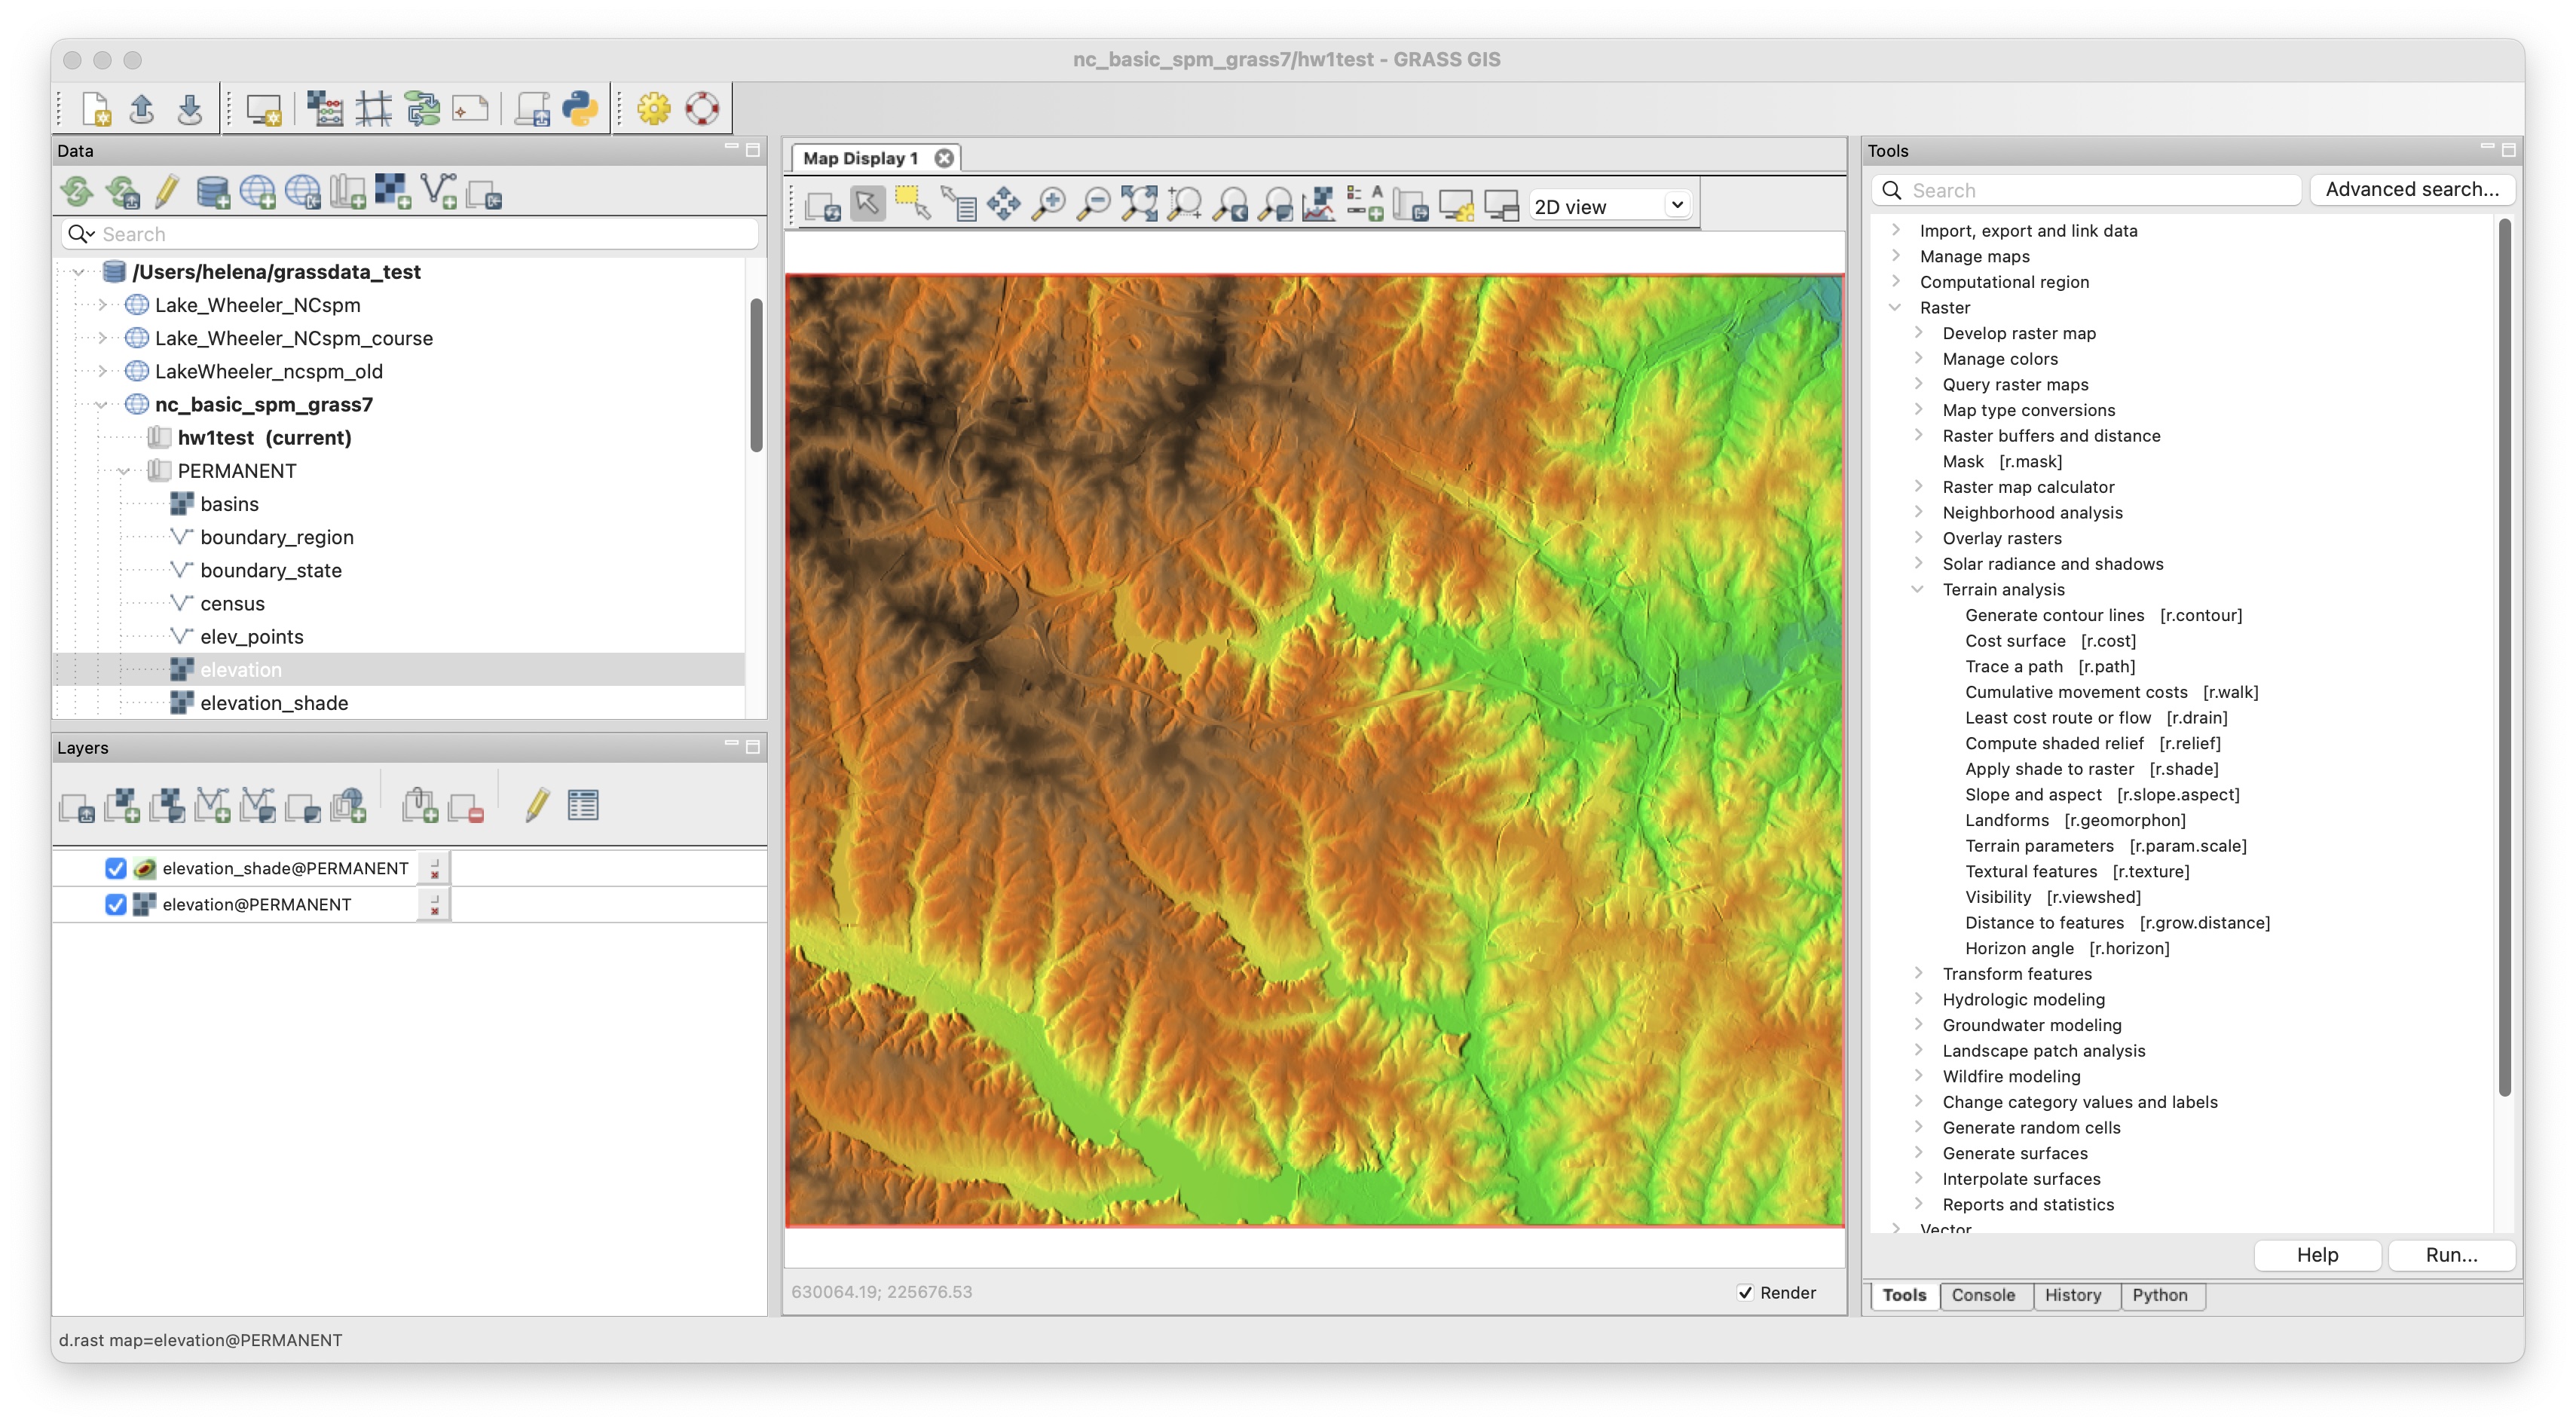 nc_basic_spm_grass7/hw1test - GRASS GIS
Data
Search
/Users/helena/grassdata_test
Lake_Wheeler_NCspm
Lake_Wheeler_NCspm_course
LakeWheeler_ncspm_old
nc_basic_spm_grass7
hw1test (current)
PERMANENT
basins
boundary_region
boundary_state
census
elev_points
elevation
elevation_shade
Layers
elevation_shade@PERMANENT
elevation@PERMANENT
d.rast map=elevation@PERMANENT
Map Display 1
2D view
630064.19; 225676.53
Render
Tools
Search
Advanced search...
Import, export and link data
Manage maps
Computational region
Raster
Develop raster map
Manage colors
Query raster maps
Map type conversions
Raster buffers and distance
Mask [r.mask]
Raster map calculator
Neighborhood analysis
Overlay rasters
Solar radiance and shadows
Terrain analysis
Generate contour lines [r.contour]
Cost surface [r.cost]
Trace a path [r.path]
Cumulative movement costs [r.walk]
Least cost route or flow [r.drain]
Compute shaded relief [r.relief]
Apply shade to raster [r.shade]
Slope and aspect [r.slope.aspect]
Landforms [r.geomorphon]
Terrain parameters [r.param.scale]
Textural features [r.texture]
Visibility [r.viewshed]
Distance to features [r.grow.distance]
Horizon angle [r.horizon]
Transform features
Hydrologic modeling
Groundwater modeling
Landscape patch analysis
Wildfire modeling
Change category values and labels
Generate random cells
Generate surfaces
Interpolate surfaces
Reports and statistics
Vector
Help Run...
Tools Console History Python